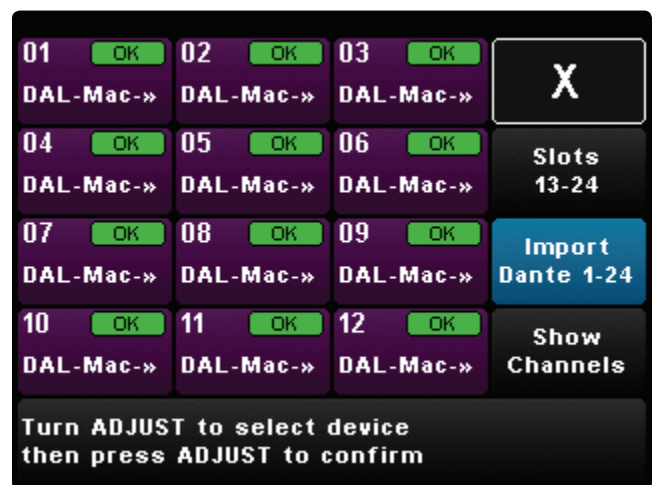 01 OK 02 OK 03 OK X
DAL-Mac-» DAL-Mac-» DAL-Mac-»
04 OK 05 OK 06 OK Slots
DAL-Mac-» DAL-Mac-» DAL-Mac-» 13-24
07 OK 08 OK 09 OK Import
DAL-Mac-» DAL-Mac-» DAL-Mac-» Dante 1-24
10 OK 11 OK 12 OK Show
DAL-Mac-» DAL-Mac-» DAL-Mac-» Channels
Turn ADJUST to select device
then press ADJUST to confirm